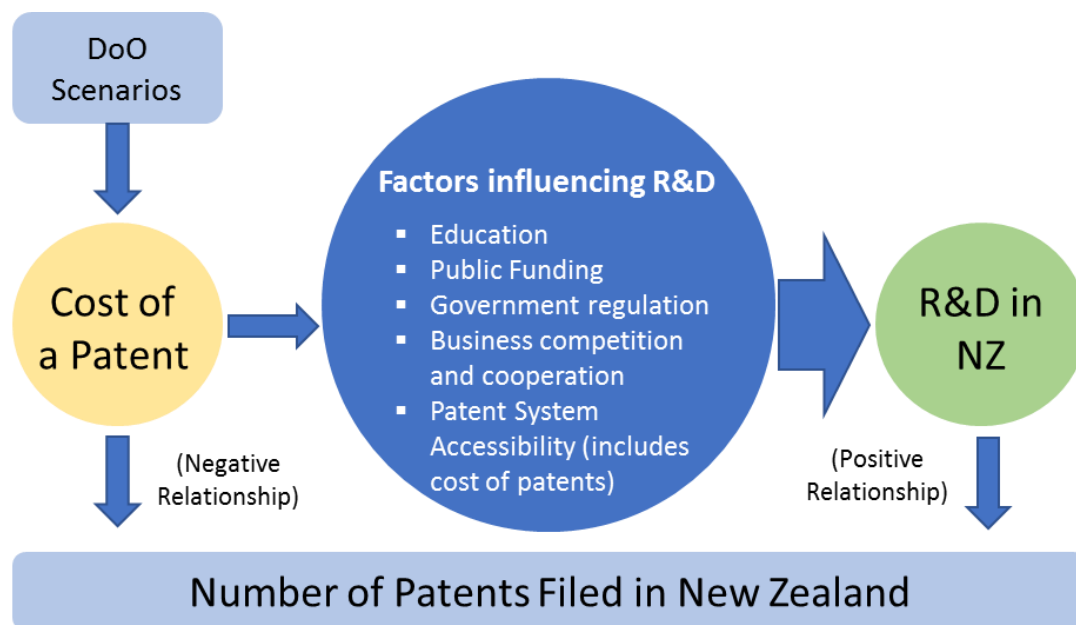 DoO
Scenarios
Cost of
a Patent
(Negative
Relationship)
Factors influencing R&D
▪ Education
▪ Public Funding
▪ Government regulation
▪ Business competition
and cooperation
▪ Patent System
Accessibility (includes
cost of patents)
R&D in
NZ
(Positive
Relationship)
Number of Patents Filed in New Zealand